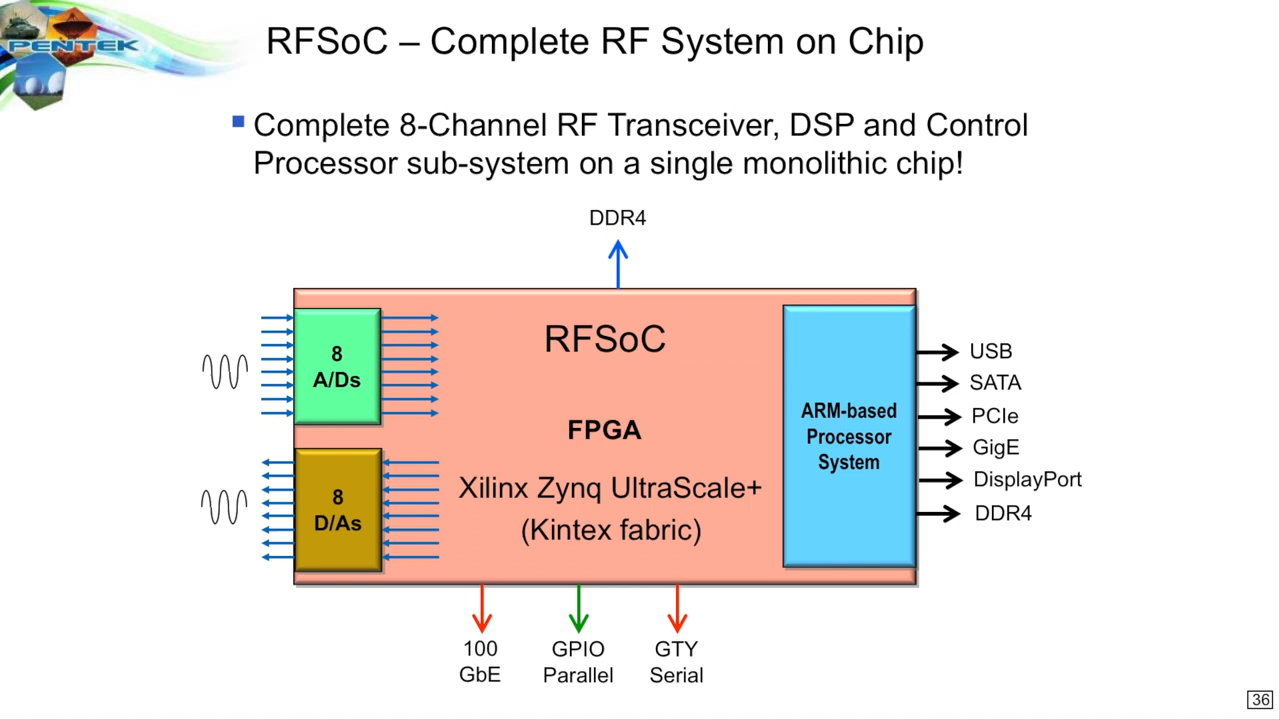 PENTEK
RFSoC – Complete RF System on Chip
Complete 8-Channel RF Transceiver, DSP and Control
Processor sub-system on a single monolithic chip!
DDR4
8
A/Ds
8
D/As
RFSoC
FPGA
Xilinx Zynq UltraScale+
(Kintex fabric)
ARM-based
Processor
System
USB
SATA
PCIe
GigE
DisplayPort
DDR4
100
GbE
GPIO
Parallel
GTY
Serial
36